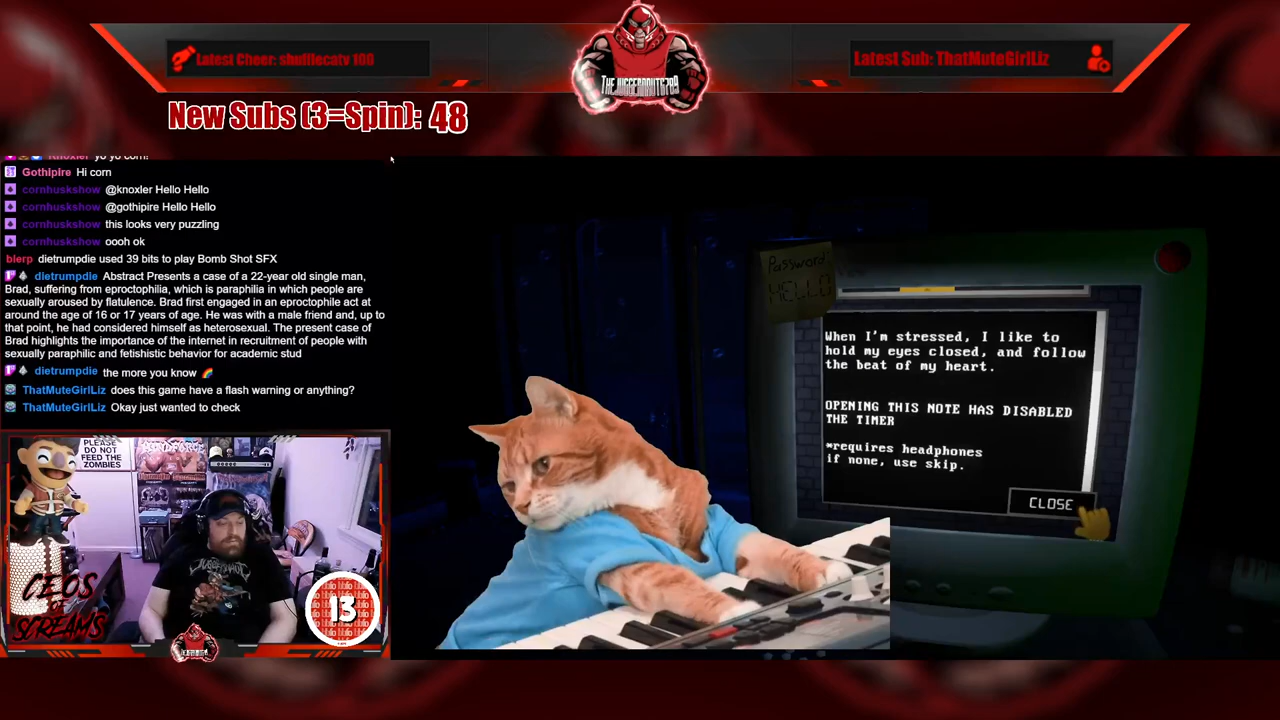 Latest Cheer: shufflecatv 100
THEJUGGERNAUT6789
Latest Sub: ThatMuteGirlLiz
New Subs (3=Spin): 48
Knoxler yo yo corn!
Gothipire Hi corn
cornhuskshow @knoxler Hello Hello
cornhuskshow @gothipire Hello Hello
cornhuskshow this looks very puzzling
cornhuskshow oooh ok
blerp dietrumpdie used 39 bits to play Bomb Shot SFX
dietrumpdie Abstract Presents a case of a 22-year old single man,
Brad, suffering from eproctophilia, which is paraphilia in which people are
sexually aroused by flatulence. Brad first engaged in an eproctophile act at
around the age of 16 or 17 years of age. He was with a male friend and, up to
that point, he had considered himself as heterosexual. The present case of
Brad highlights the importance of the internet in recruitment of people with
sexually paraphilic and fetishistic behavior for academic stud
dietrumpdie the more you know 🌈
ThatMuteGirlLiz does this game have a flash warning or anything?
ThatMuteGirlLiz Okay just wanted to check
Password:
HELLO
When I'm stressed, I like to
hold my eyes closed, and follow
the beat of my heart.
OPENING THIS NOTE HAS DISABLED
THE TIMER
*requires headphones
if none, use skip.
CLOSE
PLEASE
DO NOT
FEED THE
ZOMBIES
CEOS
OF
SCREAMS
13